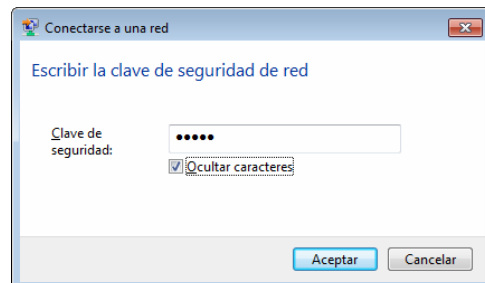 Conectarse a una red
Escribir la clave de seguridad de red
Clave de
seguridad:
•••••
Ocultar caracteres
Aceptar
Cancelar